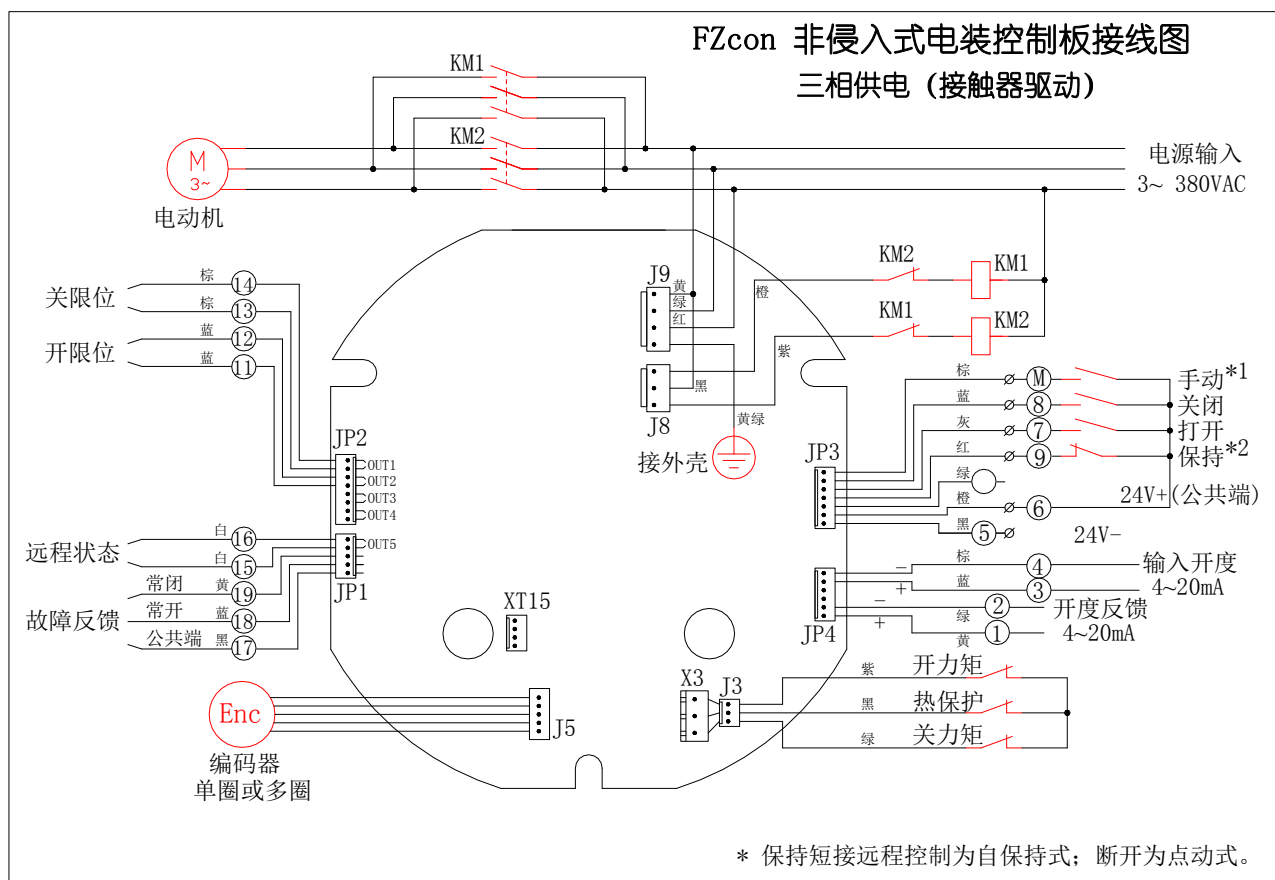 FZcon 非侵入式电装控制板接线图
三相供电（接触器驱动）
KM1
KM2
M
3~
电动机
电源输入
3~ 380VAC
关限位
棕 14
棕 13
开限位
蓝 12
蓝 11
J9
黄
绿
红
橙
紫
黑
J8
黄绿
接外壳
KM2
KM1
KM1
KM2
JP2
OUT1
OUT2
OUT3
OUT4
OUT5
JP1
远程状态
白 16
白 15
故障反馈
常闭 黄 19
常开 蓝 18
公共端 黑 17
JP3
棕 M 手动*1
蓝 8 关闭
灰 7 打开
红 9 保持*2
绿
橙 6 24V+(公共端)
黑 5 24V-
JP4
− 棕 4 输入开度
+ 蓝 3 4~20mA
− 绿 2 开度反馈
+ 黄 1 4~20mA
XT15
X3
J3
紫 开力矩
黑 热保护
绿 关力矩
Enc
J5
编码器
单圈或多圈
* 保持短接远程控制为自保持式；断开为点动式。